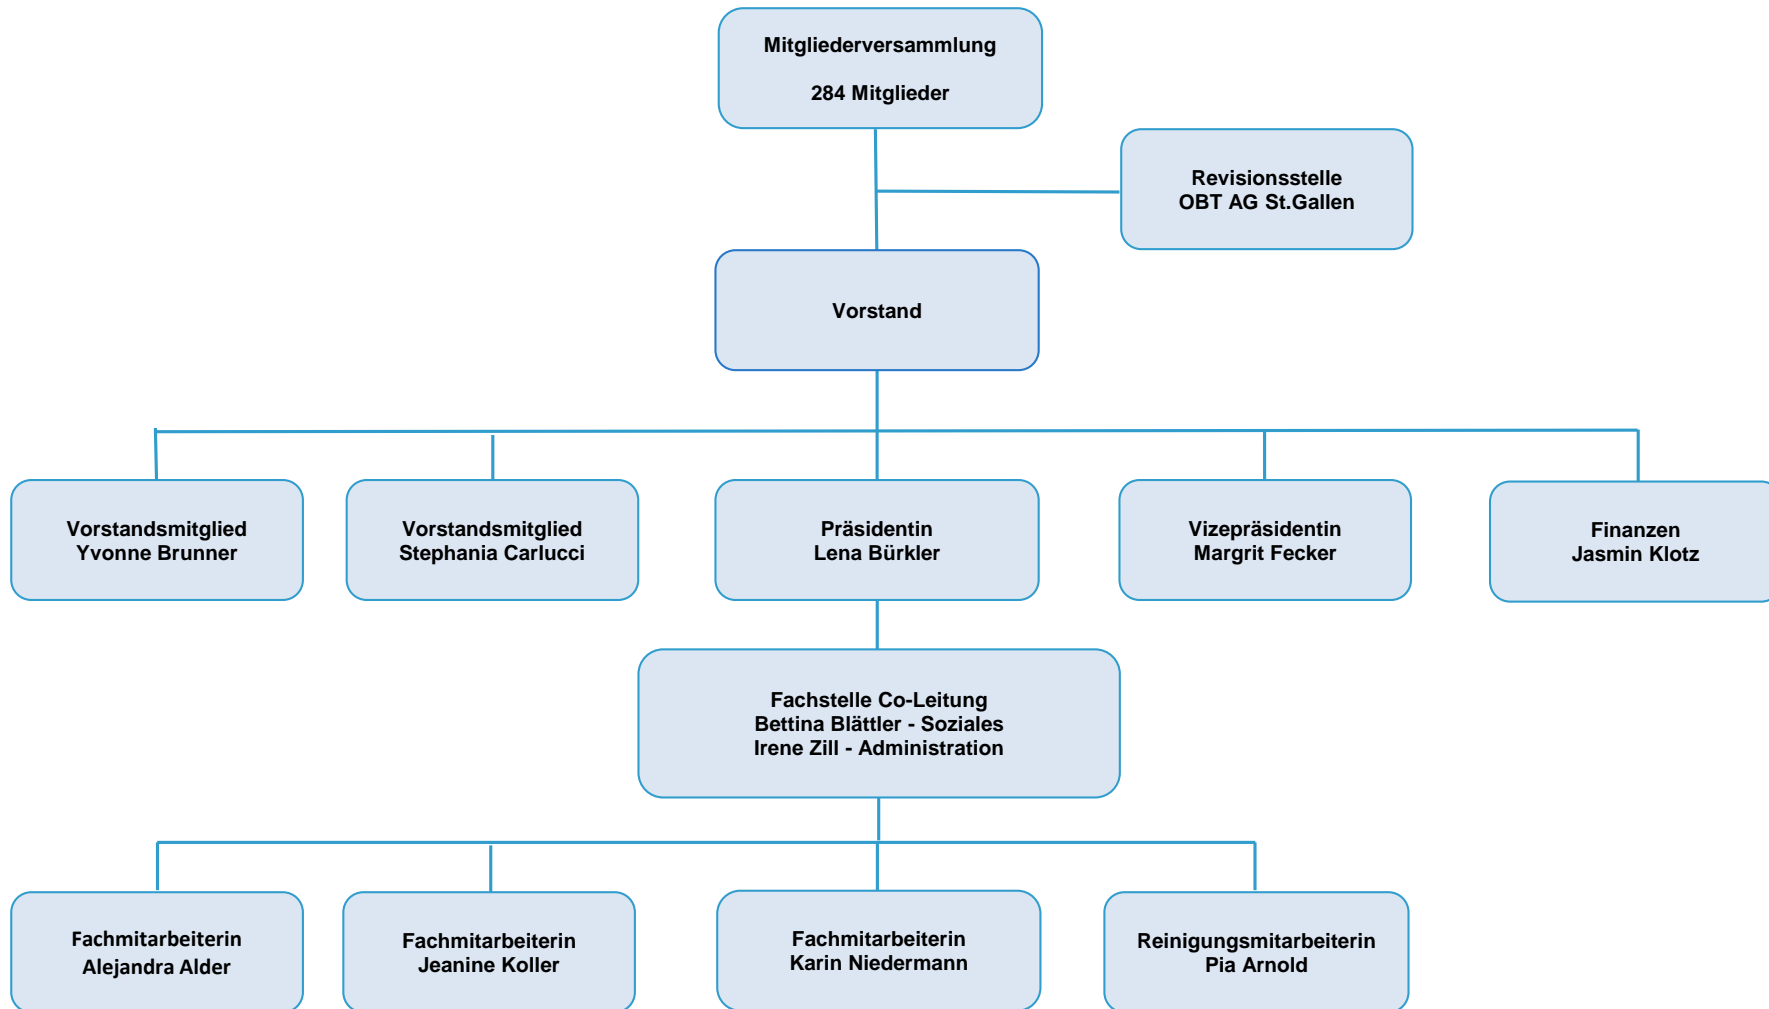 Mitgliederversammlung
284 Mitglieder
Revisionsstelle
OBT AG St.Gallen
Vorstand
Vorstandsmitglied
Yvonne Brunner
Vorstandsmitglied
Stephania Carlucci
Präsidentin
Lena Bürkler
Vizepräsidentin
Margrit Fecker
Finanzen
Jasmin Klotz
Fachstelle Co-Leitung
Bettina Blättler - Soziales
Irene Zill - Administration
Fachmitarbeiterin
Alejandra Alder
Fachmitarbeiterin
Jeanine Koller
Fachmitarbeiterin
Karin Niedermann
Reinigungsmitarbeiterin
Pia Arnold